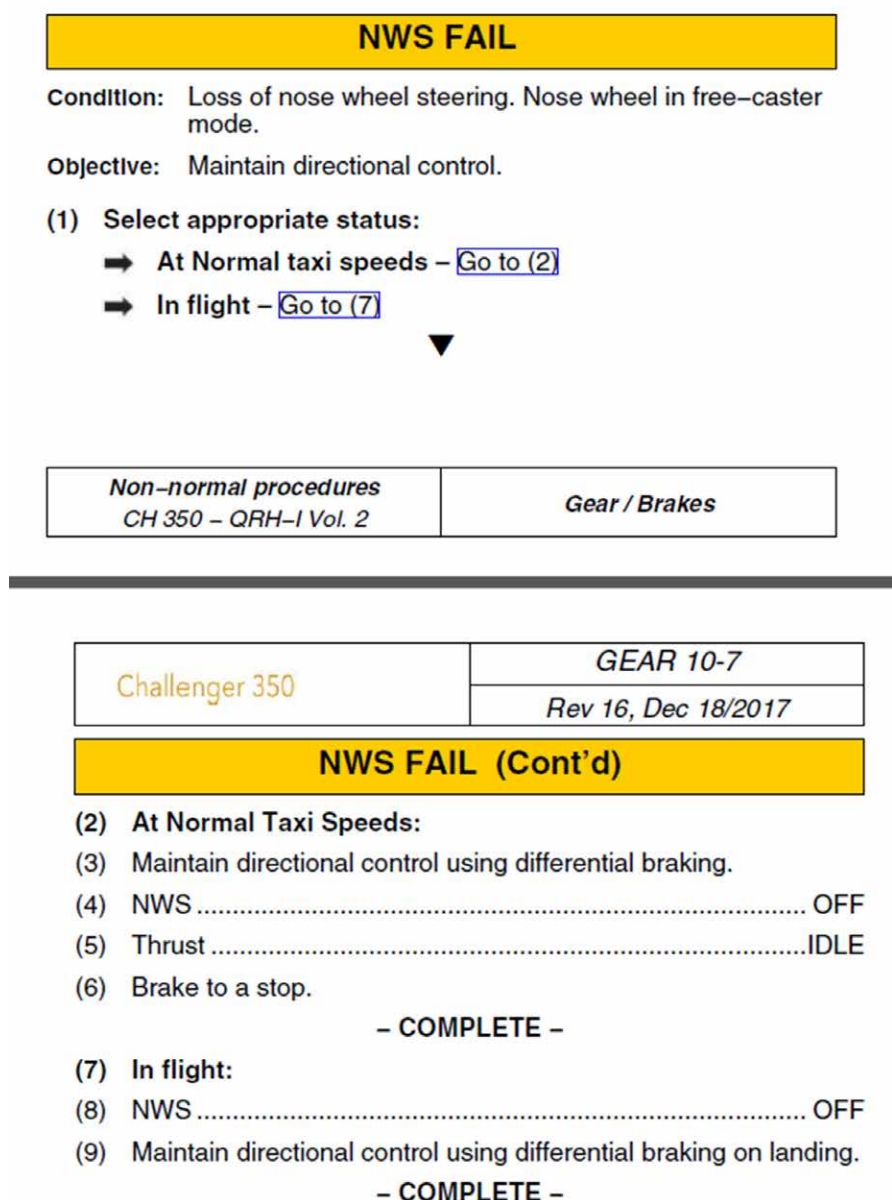 NWS FAIL
Condition: Loss of nose wheel steering. Nose wheel in free-caster
mode.
Objective: Maintain directional control.
(1) Select appropriate status:
➡ At Normal taxi speeds – Go to (2)
➡ In flight – Go to (7)
▼
Non-normal procedures
CH 350 – QRH-I Vol. 2
Gear / Brakes
Challenger 350
GEAR 10-7
Rev 16, Dec 18/2017
NWS FAIL (Cont'd)
(2) At Normal Taxi Speeds:
(3) Maintain directional control using differential braking.
(4) NWS ........................................................................ OFF
(5) Thrust ........................................................................IDLE
(6) Brake to a stop.
– COMPLETE –
(7) In flight:
(8) NWS ........................................................................ OFF
(9) Maintain directional control using differential braking on landing.
– COMPLETE –